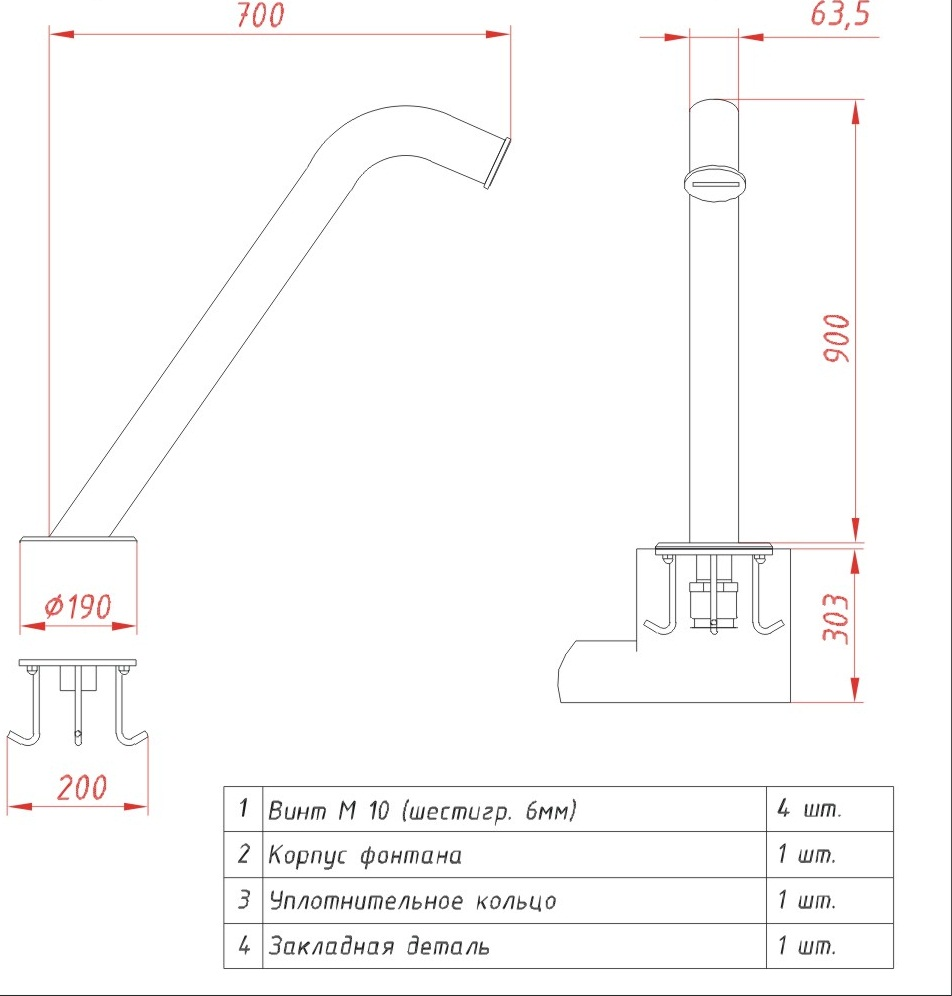 700
63,5
900
ϕ190
303
200
1 Винт М 10 (шестигр. 6мм) 4 шт.
2 Корпус фонтана 1 шт.
3 Уплотнительное кольцо 1 шт.
4 Закладная деталь 1 шт.